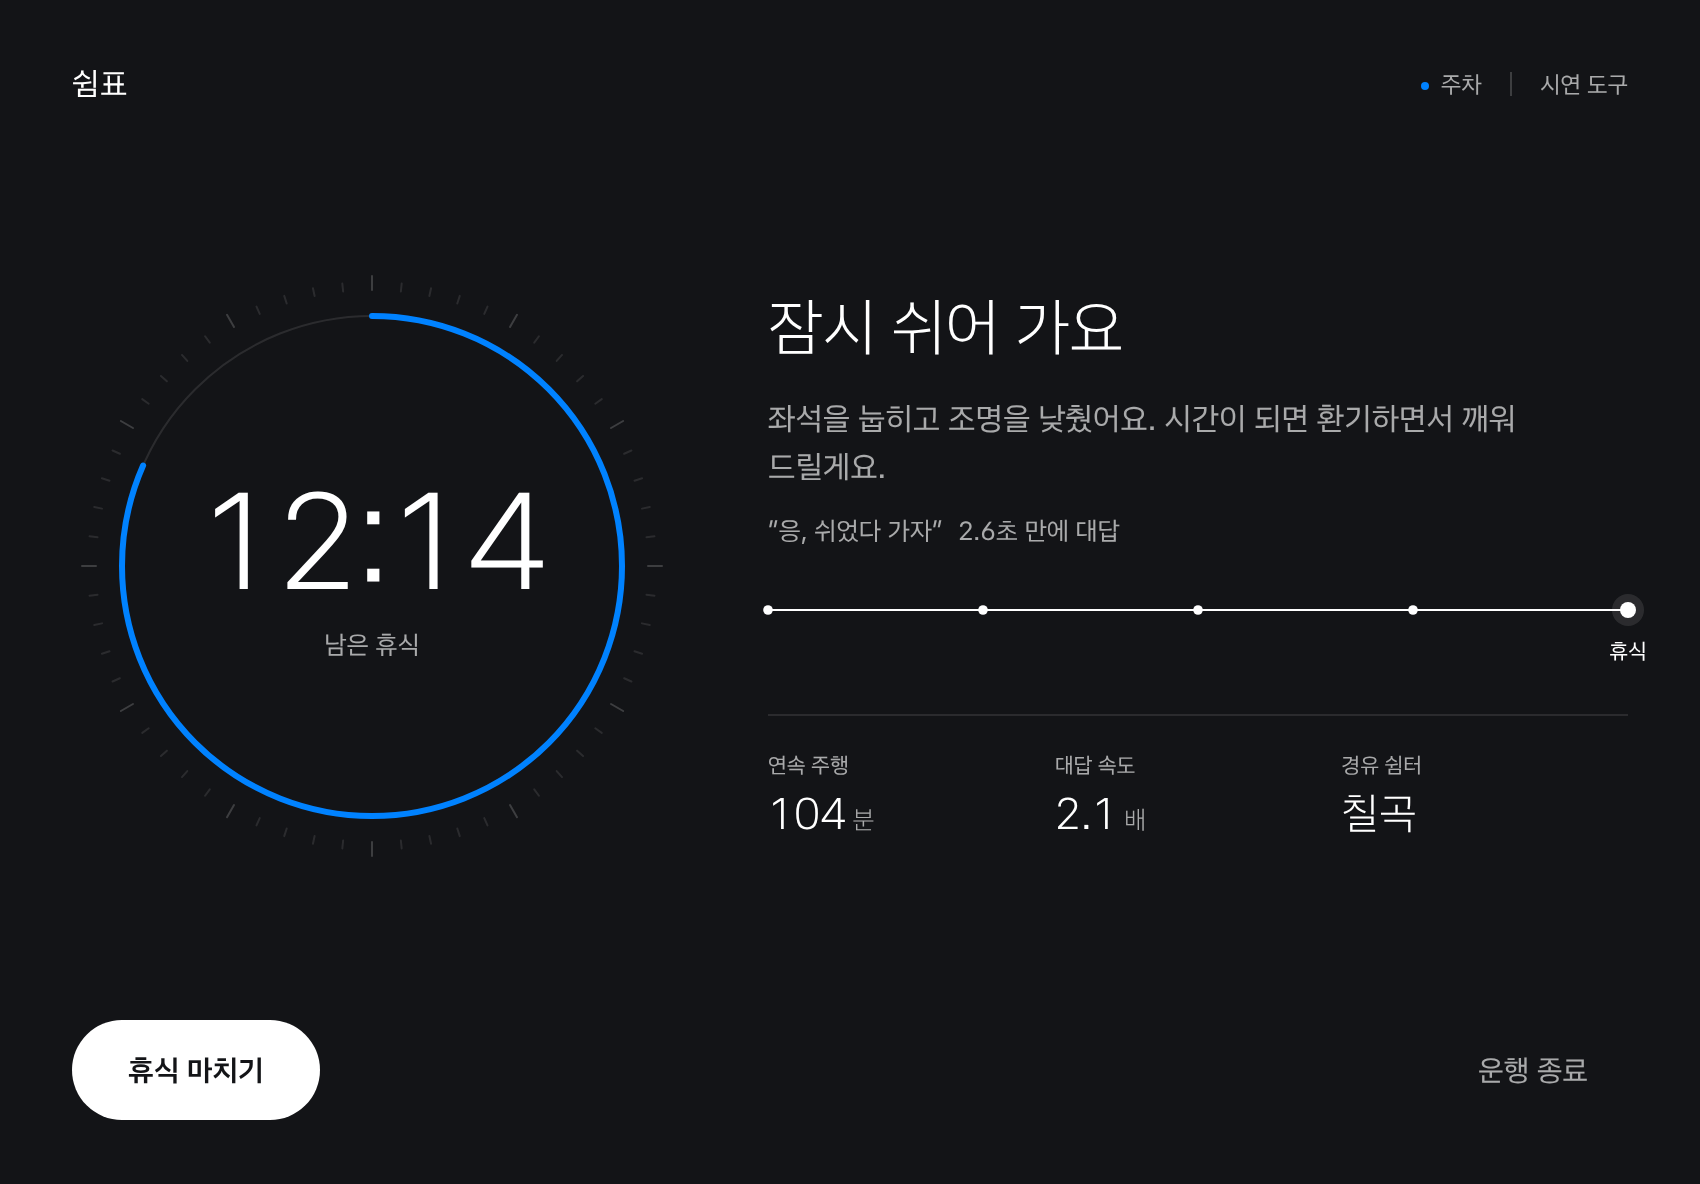 쉼표
주차
시연 도구
12:14
남은 휴식
잠시 쉬어 가요
좌석을 눕히고 조명을 낮췄어요. 시간이 되면 환기하면서 깨워
드릴게요.
"응, 쉬었다 가자" 2.6초 만에 대답
휴식
연속 주행
104 분
대답 속도
2.1 배
경유 쉼터
칠곡
휴식 마치기
운행 종료